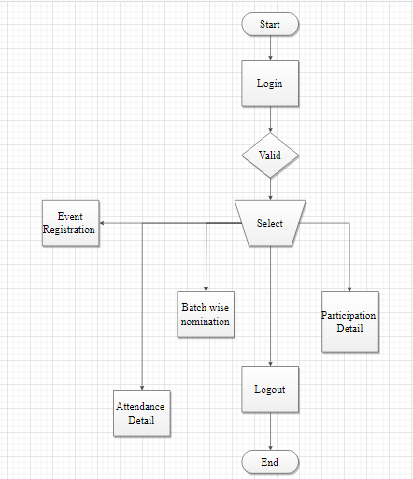 Start
Login
Valid
Select
Event
Registration
Batch wise
nomination
Participation
Detail
Attendance
Detail
Logout
End